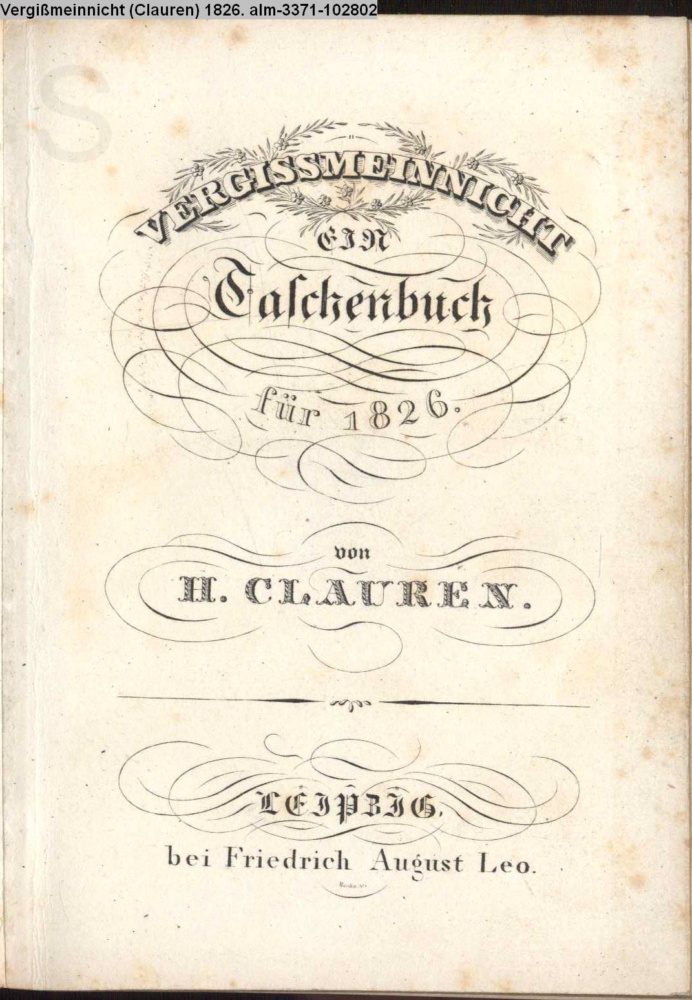 Vergißmeinnicht (Clauren) 1826. alm-3371-102802
S
VERGISSMEINNICHT
EIN
Taschenbuch
für 1826.
von
H. CLAUREN.
LEIPZIG,
bei Friedrich August Leo.